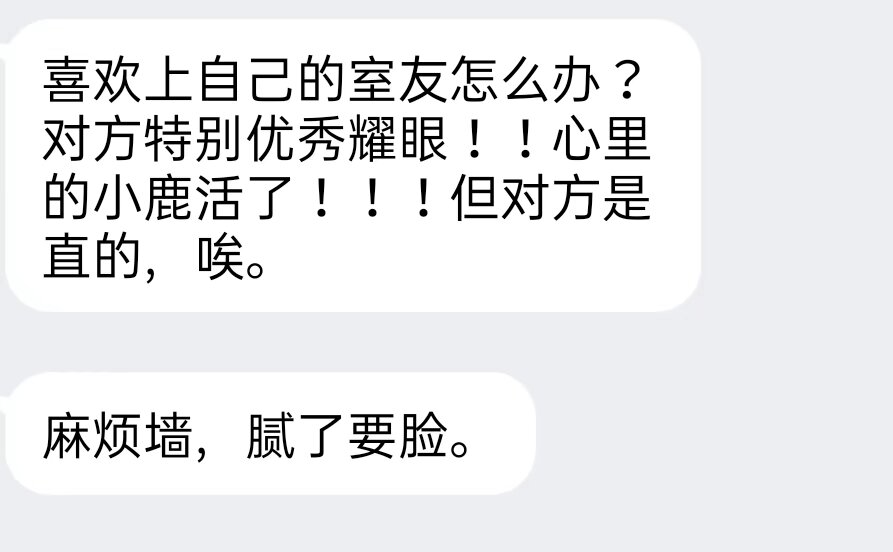 喜欢上自己的室友怎么办？
对方特别优秀耀眼！！心里
的小鹿活了！！！但对方是
直的，唉。
麻烦墙，腻了要脸。